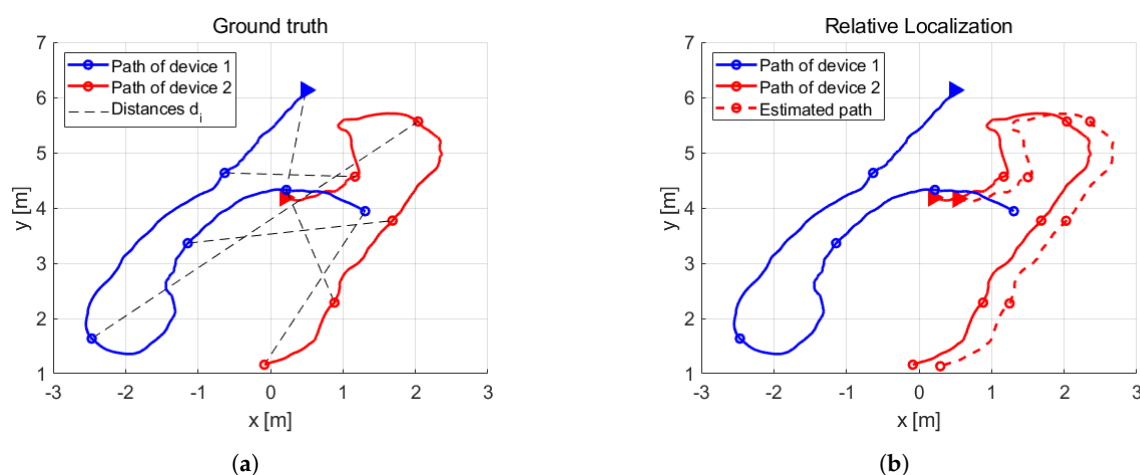 Ground truth
7
6
5
4
3
2
1
y [m]
Path of device 1
Path of device 2
Distances d_i
-3 -2 -1 0 1 2 3
x [m]
(a)
Relative Localization
7
6
5
4
3
2
1
y [m]
Path of device 1
Path of device 2
Estimated path
-3 -2 -1 0 1 2 3
x [m]
(b)